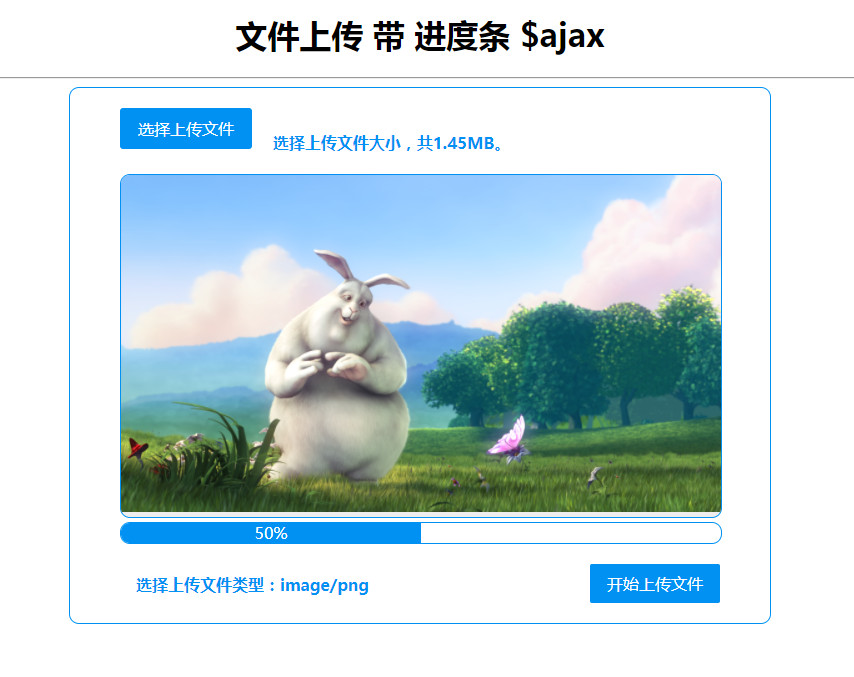 文件上传 带 进度条 $ajax
选择上传文件
选择上传文件大小，共1.45MB。
50%
选择上传文件类型：image/png
开始上传文件